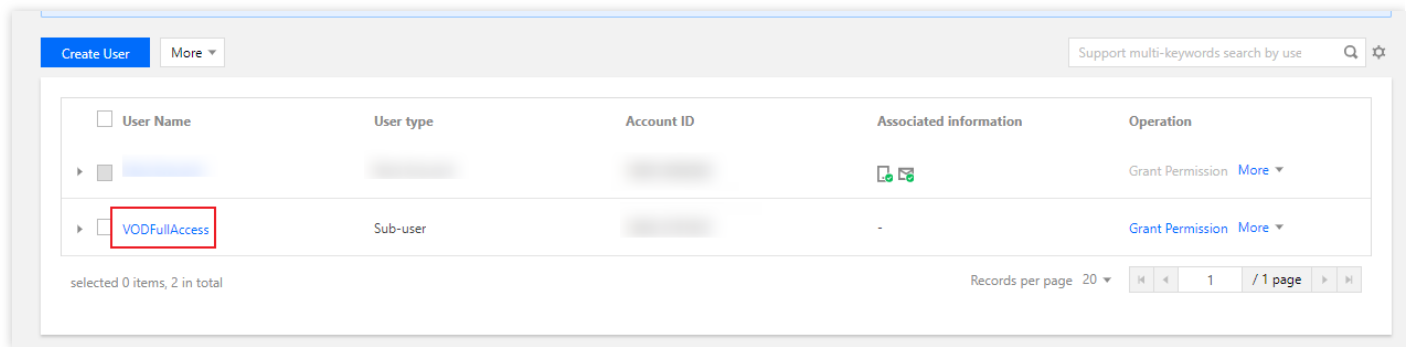 Create User More
Support multi-keywords search by use
User Name User type Account ID Associated information Operation
Grant Permission More
VODFullAccess Sub-user - Grant Permission More
selected 0 items, 2 in total Records per page 20 1 / 1 page